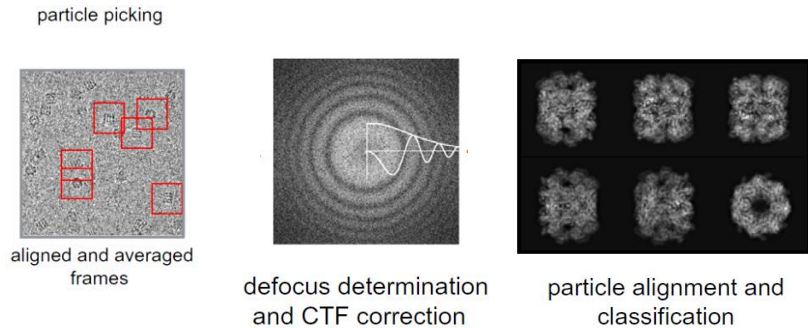 particle picking
aligned and averaged
frames
defocus determination
and CTF correction
particle alignment and
classification